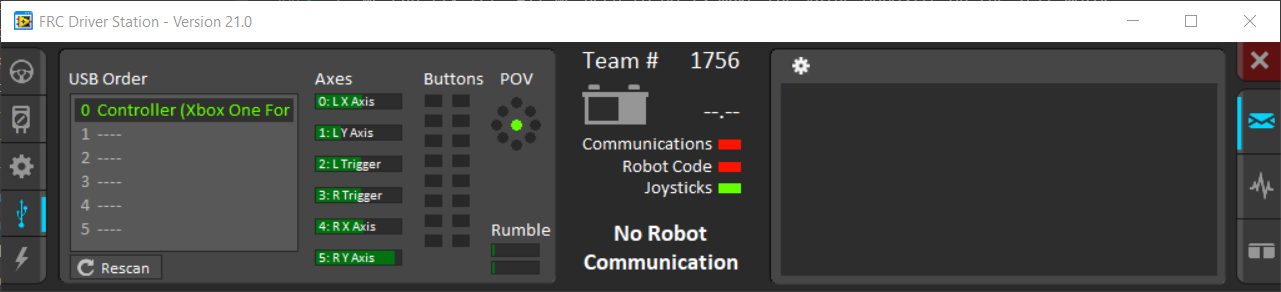 FRC Driver Station - Version 21.0
USB Order
0 Controller (Xbox One For
1 ----
2 ----
3 ----
4 ----
5 ----
Rescan
Axes
0: L X Axis
1: L Y Axis
2: L Trigger
3: R Trigger
4: R X Axis
5: R Y Axis
Buttons
POV
Rumble
Team # 1756
--.--
Communications
Robot Code
Joysticks
No Robot
Communication